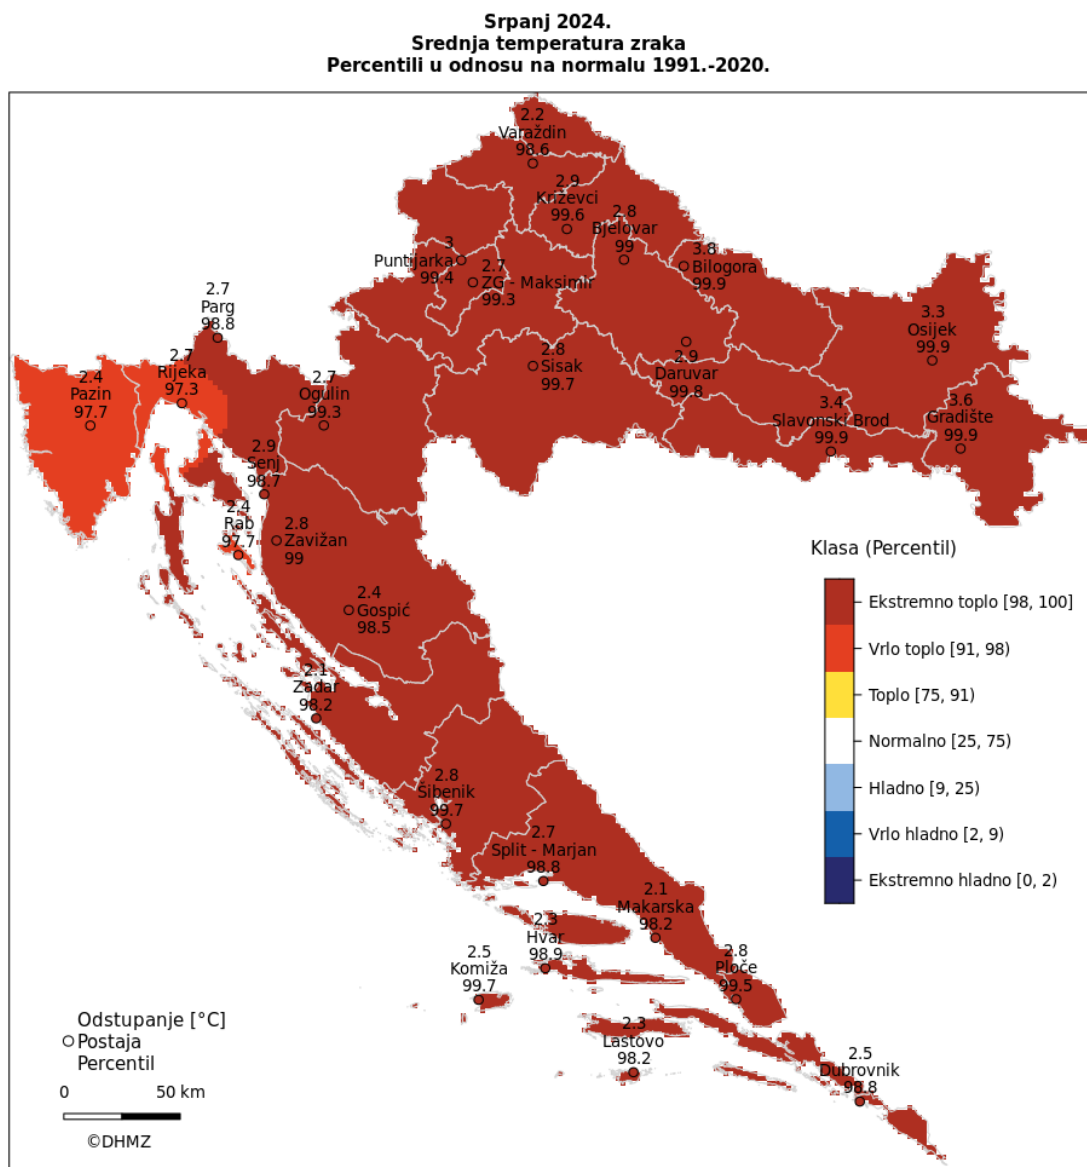 Srpanj 2024.
Srednja temperatura zraka
Percentili u odnosu na normalu 1991.-2020.
2.2
Varaždin
98.6
2.9
Križevci
99.6
2.8
Bjelovar
99
3
Puntijarka
99.4
2.7
ZG - Maksimir
99.3
3.8
Bilogora
99.9
2.7
Parg
98.8
3.3
Osijek
99.9
2.4
Pazin
97.7
2.7
Rijeka
97.3
2.7
Ogulin
99.3
2.8
Sisak
99.7
2.9
Daruvar
99.8
3.4
Slavonski Brod
99.9
3.6
Gradište
99.9
2.9
Senj
98.7
2.4
Rab
97.7
2.8
Zavižan
99
2.4
Gospić
98.5
2.1
Zadar
98.2
2.8
Šibenik
99.7
2.7
Split - Marjan
98.8
2.1
Makarska
98.2
2.3
Hvar
98.9
2.5
Komiža
99.7
2.8
Ploče
99.5
2.3
Lastovo
98.2
2.5
Dubrovnik
98.8
Klasa (Percentil)
Ekstremno toplo [98, 100]
Vrlo toplo [91, 98)
Toplo [75, 91)
Normalno [25, 75)
Hladno [9, 25)
Vrlo hladno [2, 9)
Ekstremno hladno [0, 2)
Odstupanje [°C]
Postaja
Percentil
0 50 km
©DHMZ